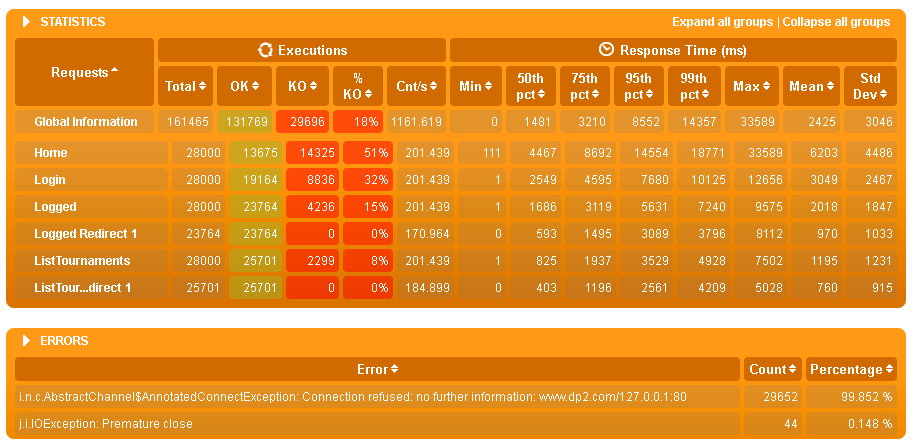 STATISTICS Expand all groups | Collapse all groups
Requests Executions Response Time (ms)
Total OK KO % KO Cnt/s Min 50th pct 75th pct 95th pct 99th pct Max Mean Std Dev
Global Information 161465 131769 29696 18% 1161.619 0 1481 3210 8552 14357 33589 2425 3046
Home 28000 13675 14325 51% 201.439 111 4467 8692 14554 18771 33589 6203 4486
Login 28000 19164 8836 32% 201.439 1 2549 4595 7680 10125 12656 3049 2467
Logged 28000 23764 4236 15% 201.439 1 1686 3119 5631 7240 9575 2018 1847
Logged Redirect 1 23764 23764 0 0% 170.964 0 593 1495 3089 3796 8112 970 1033
ListTournaments 28000 25701 2299 8% 201.439 1 825 1937 3529 4928 7502 1195 1231
ListTour...direct 1 25701 25701 0 0% 184.899 0 403 1196 2561 4209 5028 760 915
ERRORS
Error Count Percentage
i.n.c.AbstractChannel$AnnotatedConnectException: Connection refused: no further information: www.dp2.com/127.0.0.1:80 29652 99.852 %
j.i.IOException: Premature close 44 0.148 %